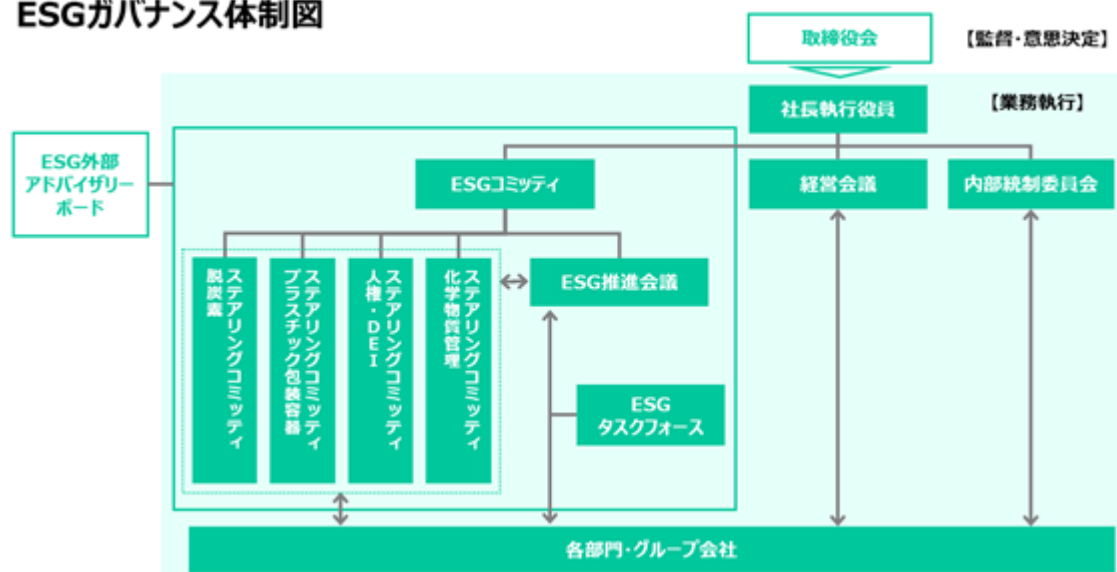 ESGガバナンス体制図
取締役会
【監督・意思決定】
社長執行役員
【業務執行】
ESG外部
アドバイザリー
ボード
ESGコミッティ
経営会議
内部統制委員会
脱炭素
ステアリングコミッティ
プラスチック包装容器
ステアリングコミッティ
人権・DEI
ステアリングコミッティ
化学物質管理
ステアリングコミッティ
ESG推進会議
ESG
タスクフォース
各部門・グループ会社